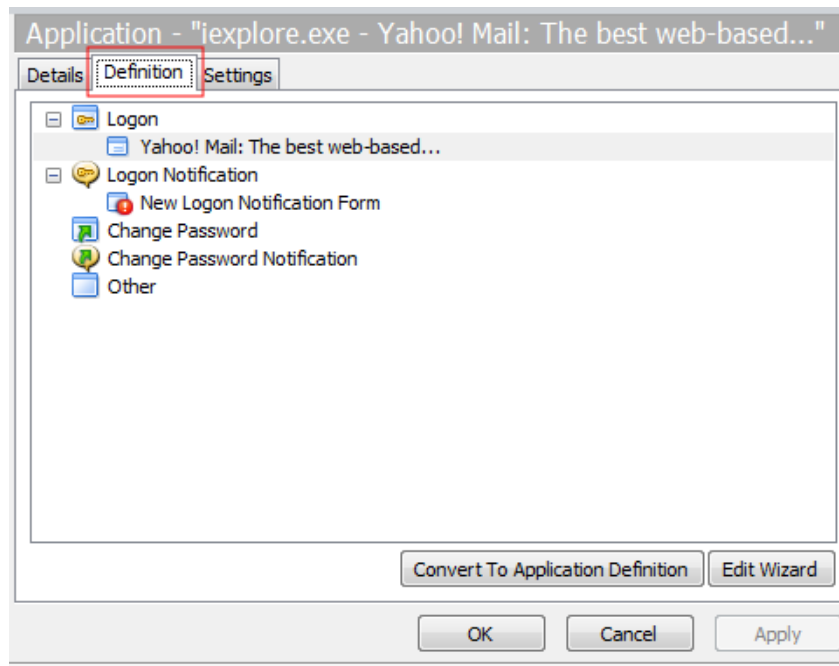 Application - "iexplore.exe - Yahoo! Mail: The best web-based..."
Details Definition Settings
Logon
Yahoo! Mail: The best web-based...
Logon Notification
New Logon Notification Form
Change Password
Change Password Notification
Other
Convert To Application Definition Edit Wizard
OK Cancel Apply